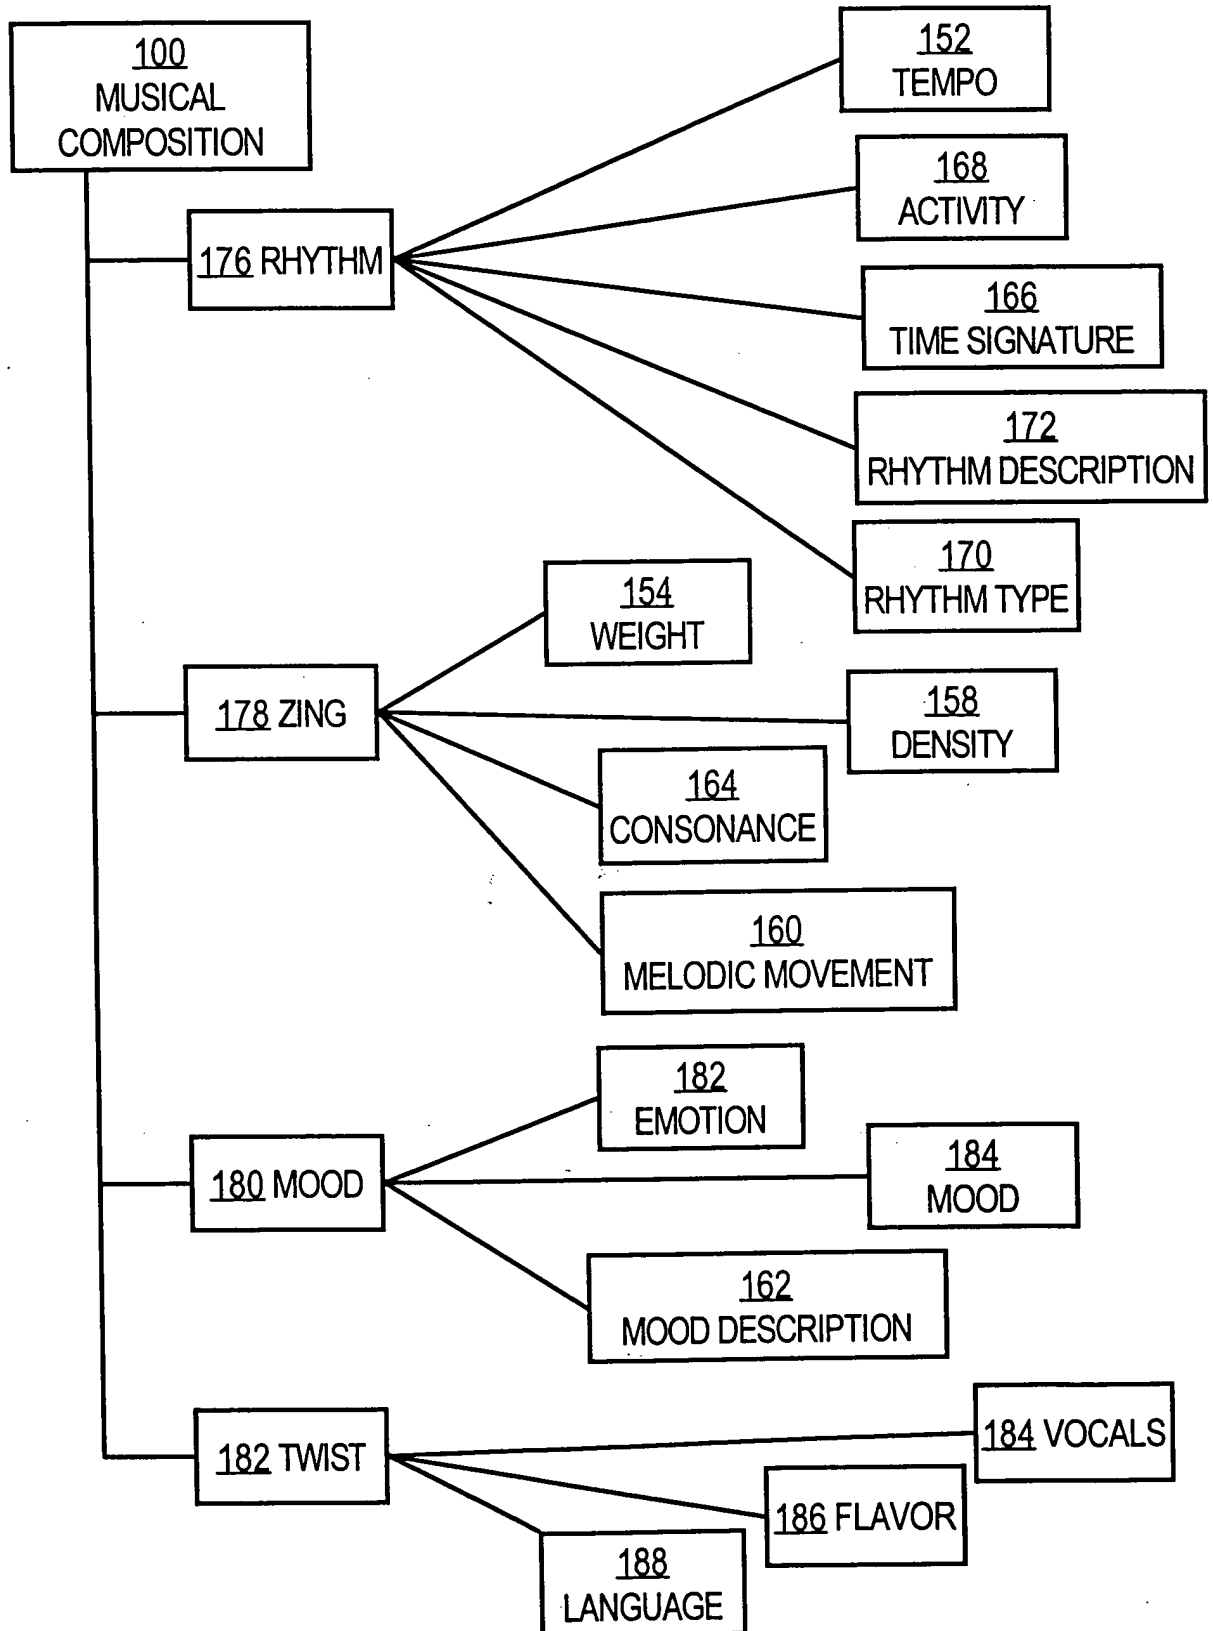 100
MUSICAL
COMPOSITION
152
TEMPO
168
ACTIVITY
176 RHYTHM
166
TIME SIGNATURE
172
RHYTHM DESCRIPTION
170
RHYTHM TYPE
154
WEIGHT
178 ZING
158
DENSITY
164
CONSONANCE
160
MELODIC MOVEMENT
182
EMOTION
180 MOOD
184
MOOD
162
MOOD DESCRIPTION
182 TWIST
184 VOCALS
186 FLAVOR
188
LANGUAGE